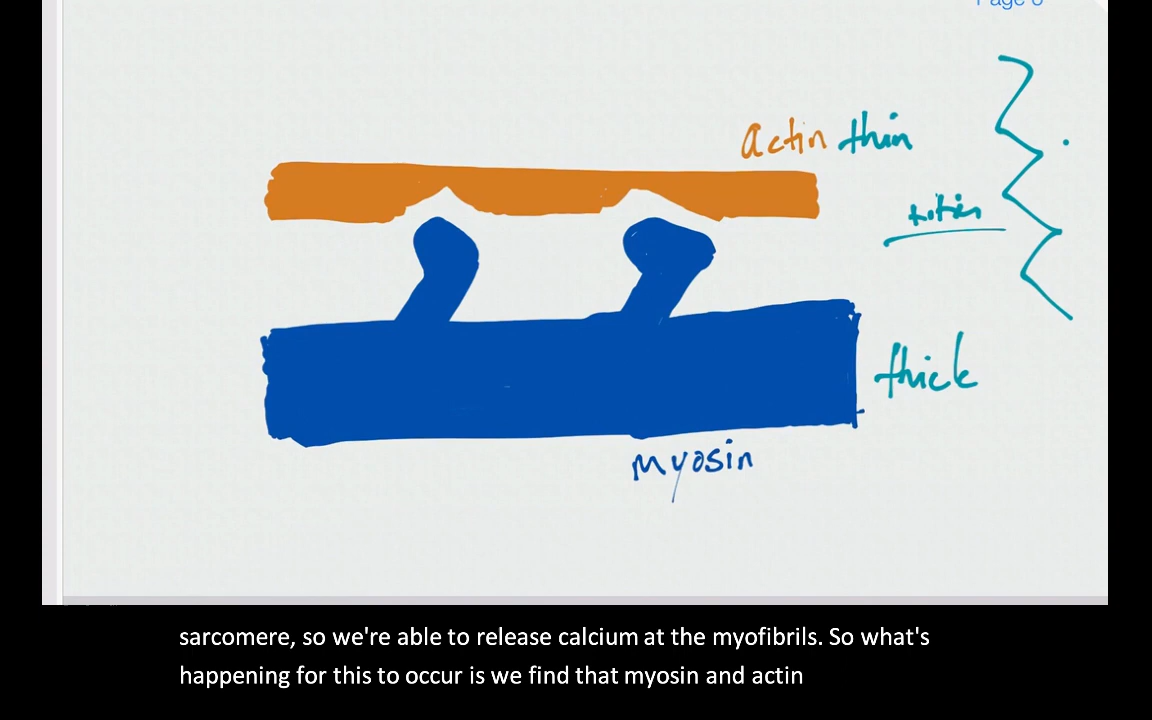 Page
actin thin
thick
myosin
sarcomere, so we're able to release calcium at the myofibrils. So what's
happening for this to occur is we find that myosin and actin